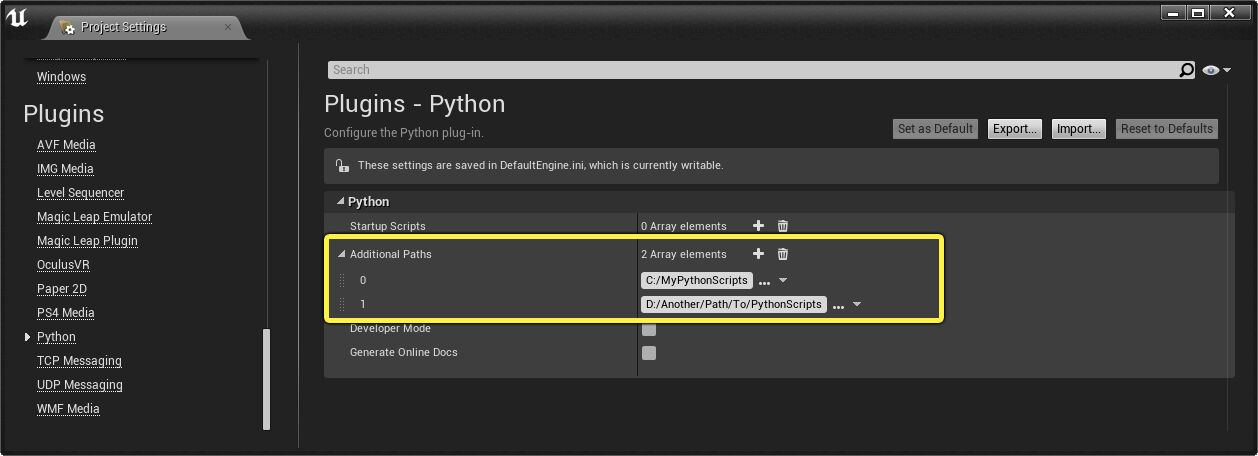 Project Settings
Windows
Plugins
AVF Media
IMG Media
Level Sequencer
Magic Leap Emulator
Magic Leap Plugin
OculusVR
Paper 2D
PS4 Media
Python
TCP Messaging
UDP Messaging
WMF Media
Search
Plugins - Python
Configure the Python plug-in.
Set as Default Export... Import... Reset to Defaults
These settings are saved in DefaultEngine.ini, which is currently writable.
Python
Startup Scripts 0 Array elements
Additional Paths 2 Array elements
0 C:/MyPythonScripts
1 D:/Another/Path/To/PythonScripts
Developer Mode
Generate Online Docs